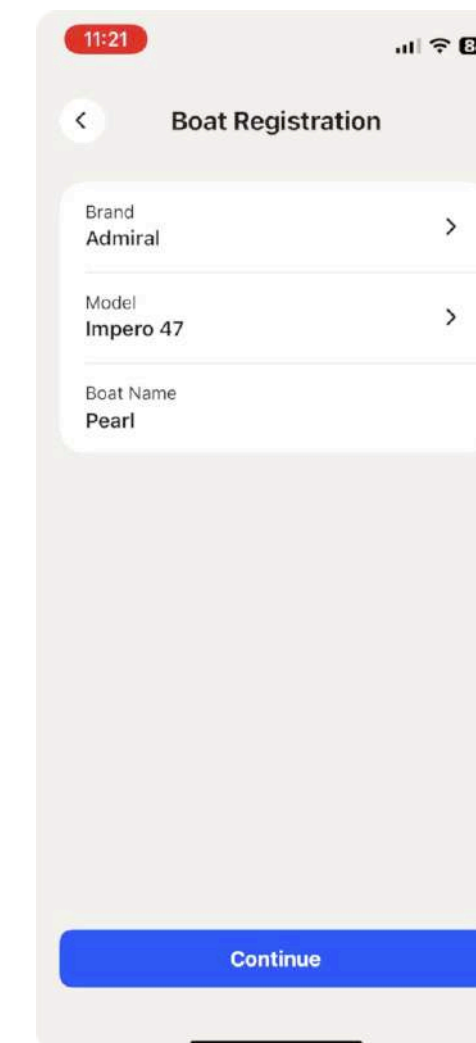 11:21
Boat Registration
Brand
Admiral
Model
Impero 47
Boat Name
Pearl
Continue